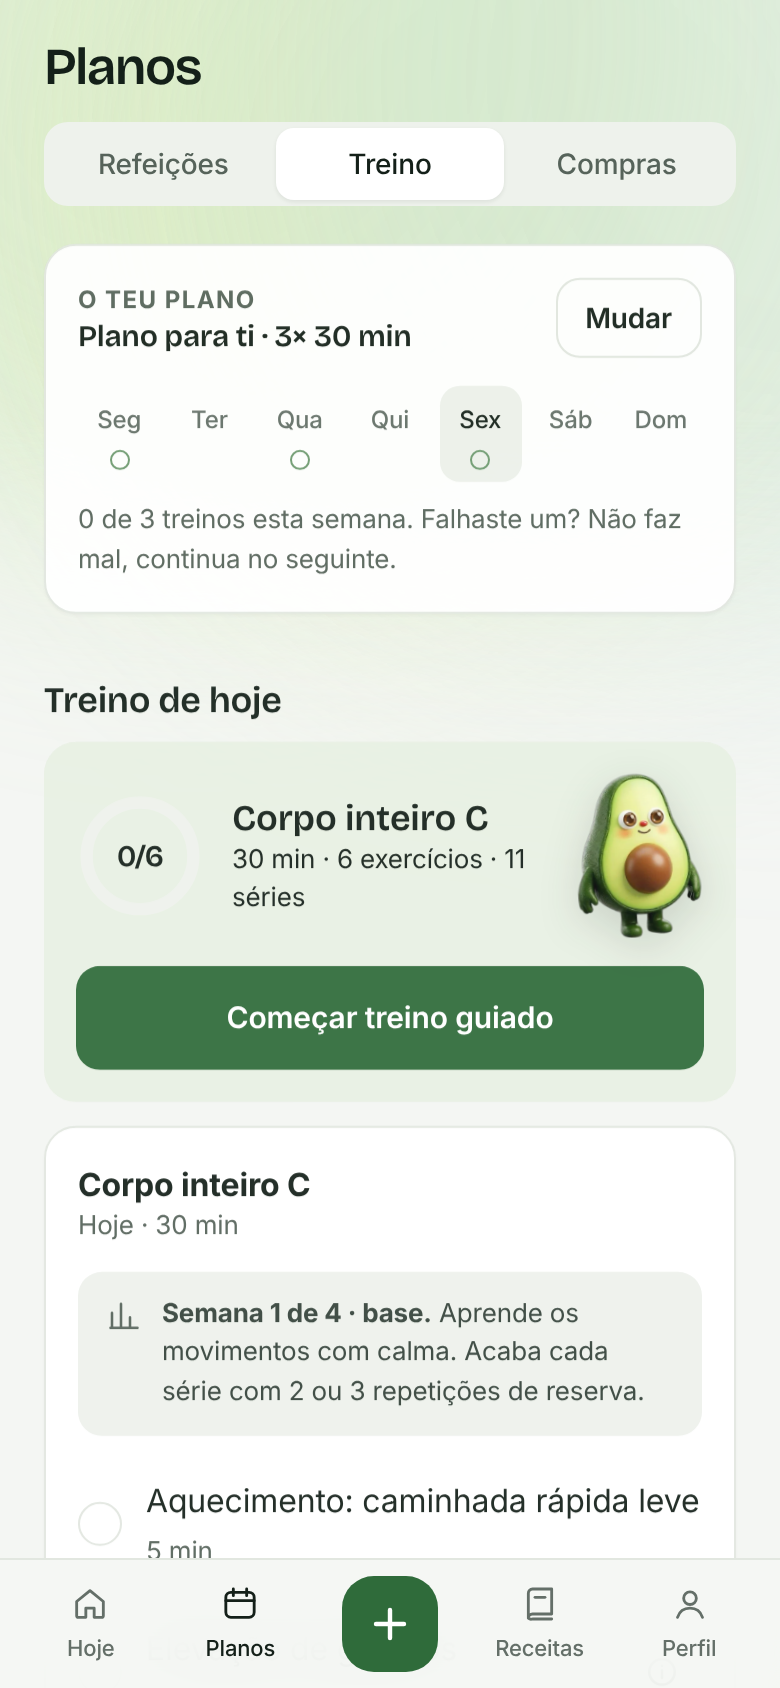 Planos
Refeições
Treino
Compras
O TEU PLANO
Plano para ti · 3× 30 min
Mudar
Seg
Ter
Qua
Qui
Sex
Sáb
Dom
0 de 3 treinos esta semana. Falhaste um? Não faz
mal, continua no seguinte.
Treino de hoje
0/6
Corpo inteiro C
30 min · 6 exercícios · 11
séries
Começar treino guiado
Corpo inteiro C
Hoje · 30 min
Semana 1 de 4 · base. Aprende os
movimentos com calma. Acaba cada
série com 2 ou 3 repetições de reserva.
Aquecimento: caminhada rápida leve
5 min
Hoje
Planos
Receitas
Perfil